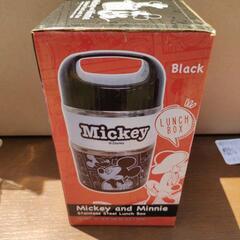 Black
LUNCH
BOX
Mickey
© Disney
Mickey and Minnie
Stainless Steel Lunch Box